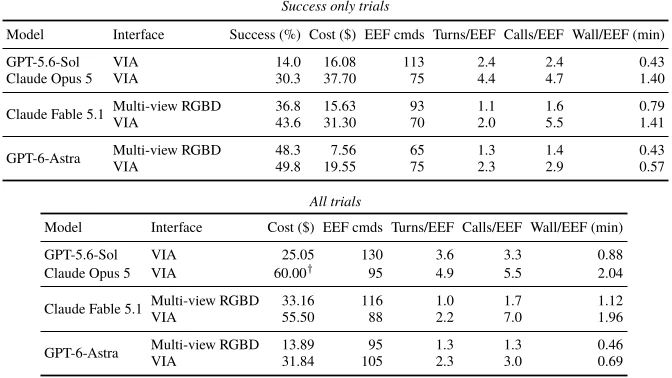 Success only trials
Model Interface Success (%) Cost ($) EEF cmds Turns/EEF Calls/EEF Wall/EEF (min)
GPT-5.6-Sol VIA 14.0 16.08 113 2.4 2.4 0.43
Claude Opus 5 VIA 30.3 37.70 75 4.4 4.7 1.40
Claude Fable 5.1 Multi-view RGBD 36.8 15.63 93 1.1 1.6 0.79
VIA 43.6 31.30 70 2.0 5.5 1.41
GPT-6-Astra Multi-view RGBD 48.3 7.56 65 1.3 1.4 0.43
VIA 49.8 19.55 75 2.3 2.9 0.57
All trials
Model Interface Cost ($) EEF cmds Turns/EEF Calls/EEF Wall/EEF (min)
GPT-5.6-Sol VIA 25.05 130 3.6 3.3 0.88
Claude Opus 5 VIA 60.00† 95 4.9 5.5 2.04
Claude Fable 5.1 Multi-view RGBD 33.16 116 1.0 1.7 1.12
VIA 55.50 88 2.2 7.0 1.96
GPT-6-Astra Multi-view RGBD 13.89 95 1.3 1.3 0.46
VIA 31.84 105 2.3 3.0 0.69